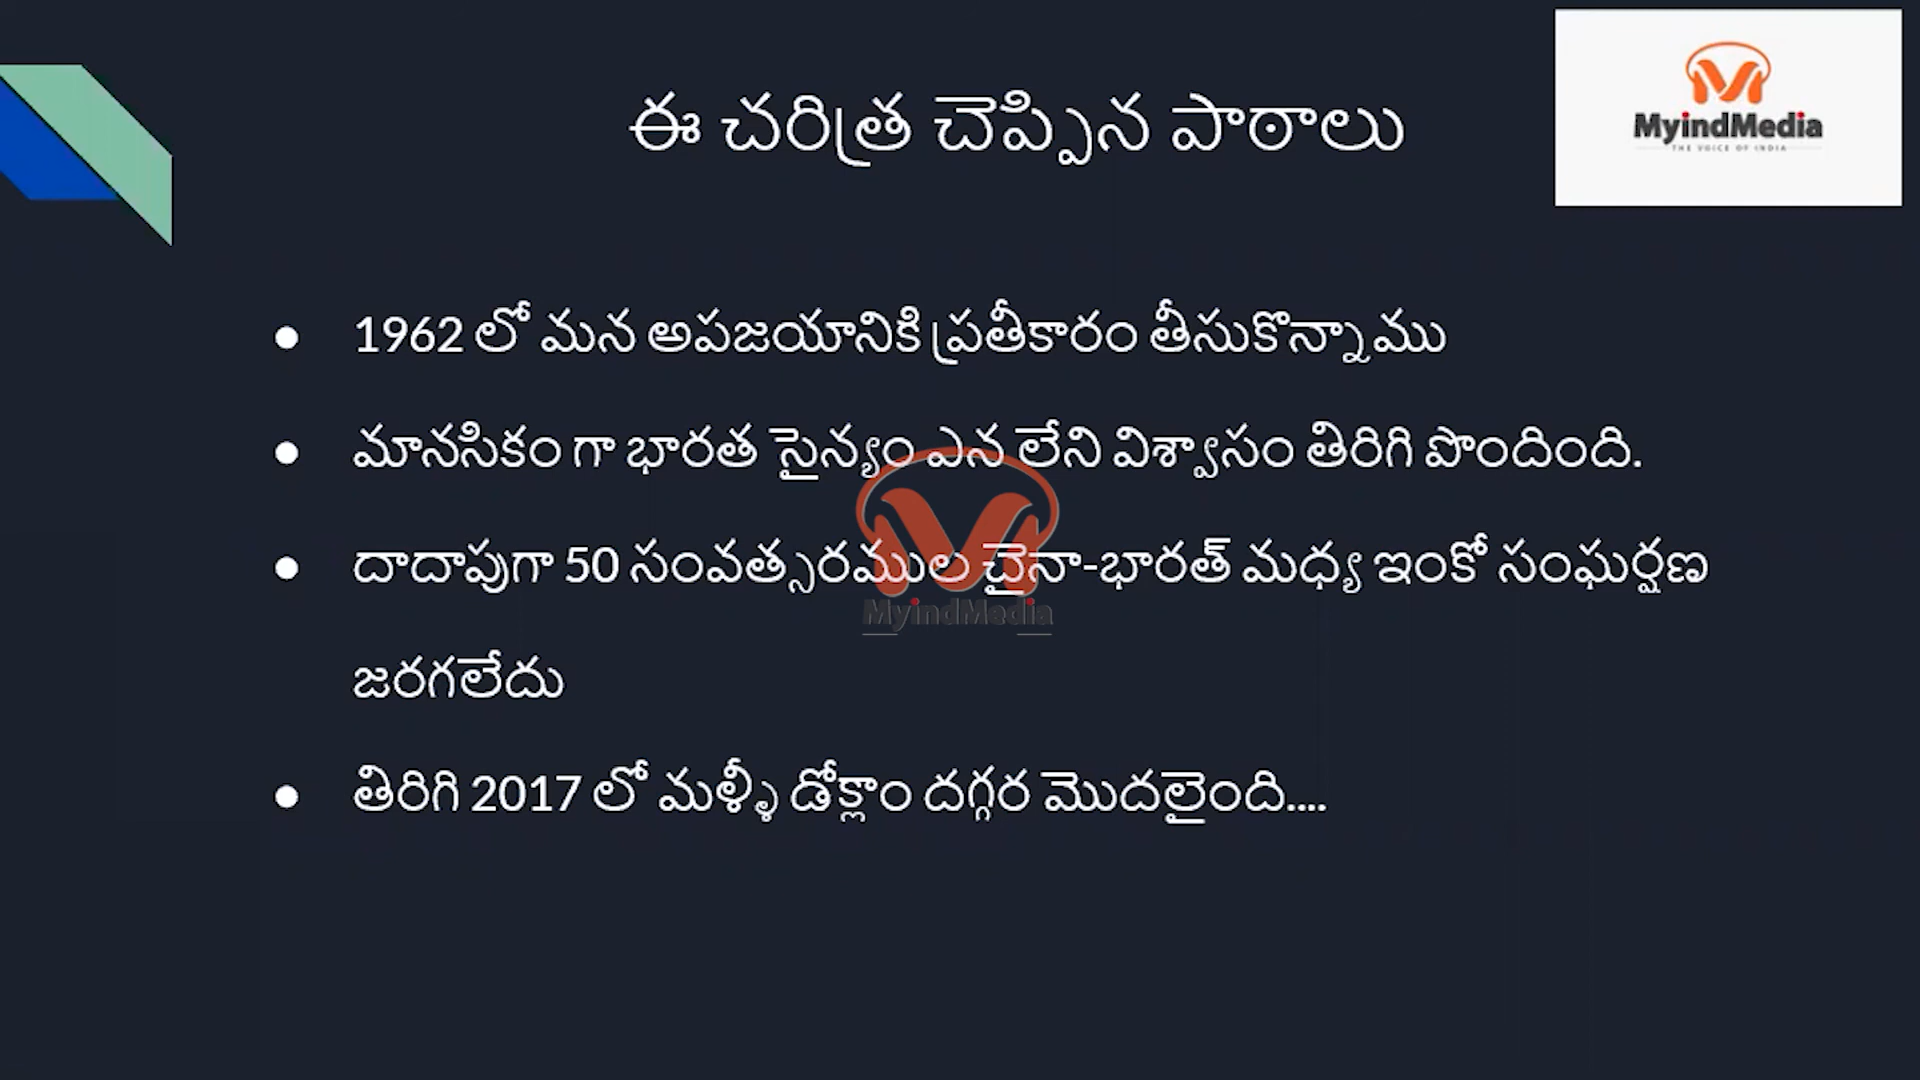 ఈ చరిత్ర చెప్పిన పాఠాలు
MyindMedia
THE VOICE OF INDIA
● 1962 లో మన అపజయానికి ప్రతీకారం తీసుకొన్నాము
● మానసికం గా భారత సైన్యం ఎన లేని విశ్వాసం తిరిగి పొందింది.
● దాదాపుగా 50 సంవత్సరముల చైనా-భారత్ మధ్య ఇంకో సంఘర్షణ
జరగలేదు
MyindMedia
● తిరిగి 2017 లో మళ్ళీ డోక్లాం దగ్గర మొదలైంది....